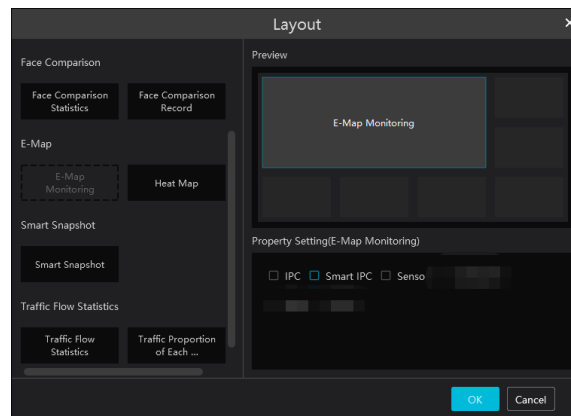 Layout
Face Comparison
Face Comparison
Statistics
Face Comparison
Record
E-Map
E-Map
Monitoring
Heat Map
Smart Snapshot
Smart Snapshot
Traffic Flow Statistics
Traffic Flow
Statistics
Traffic Proportion
of Each ...
Preview
E-Map Monitoring
Property Setting(E-Map Monitoring)
IPC
Smart IPC
Senso
OK
Cancel